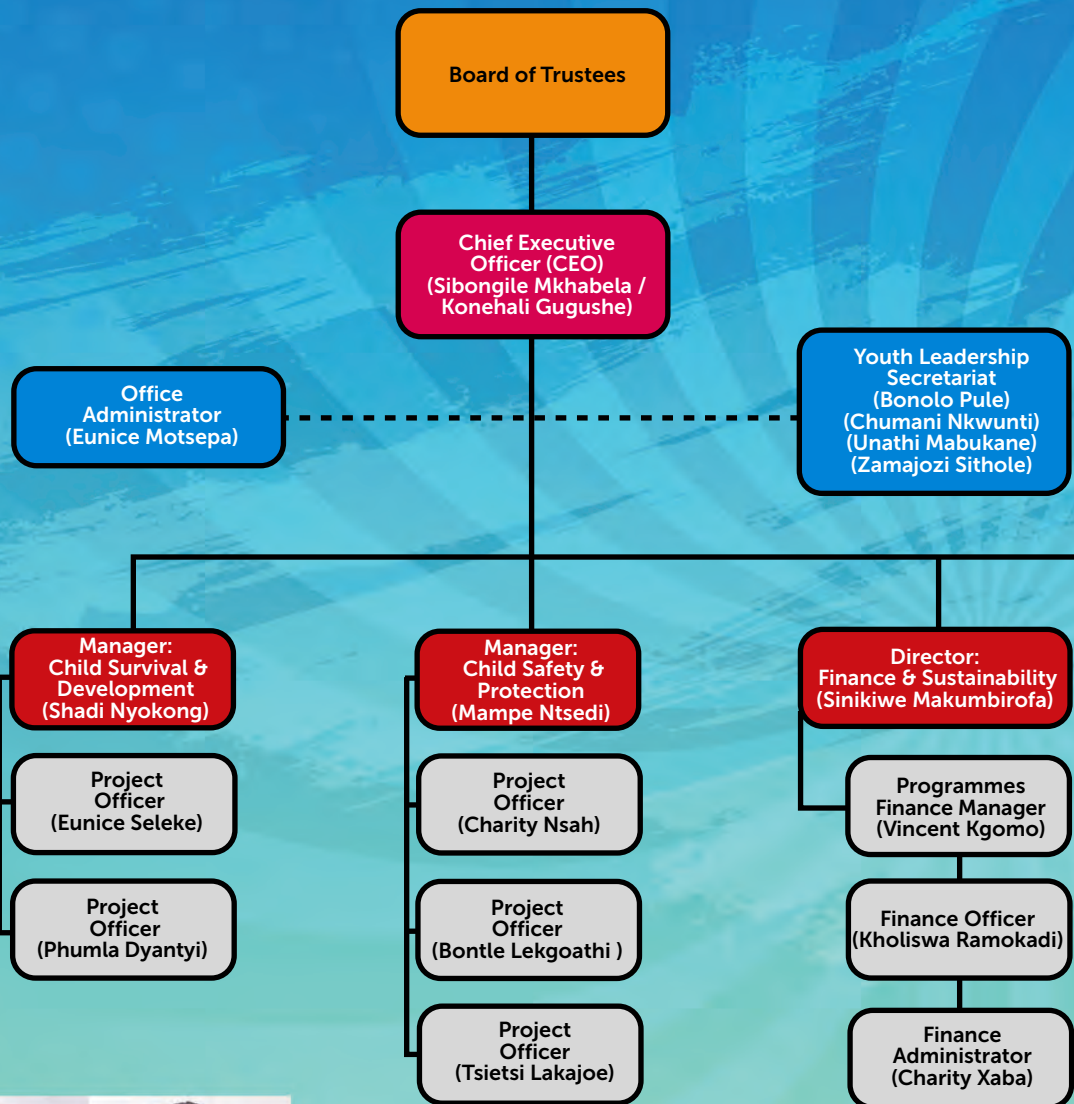 Board of Trustees
Chief Executive
Officer (CEO)
(Sibongile Mkhabela /
Konehali Gugushe)
Office
Administrator
(Eunice Motsepa)
Youth Leadership
Secretariat
(Bonolo Pule)
(Chumani Nkwunti)
(Unathi Mabukane)
(Zamajozi Sithole)
Manager:
Child Survival &
Development
(Shadi Nyokong)
Project
Officer
(Eunice Seleke)
Project
Officer
(Phumla Dyantyi)
Manager:
Child Safety &
Protection
(Mampe Ntsedi)
Project
Officer
(Charity Nsah)
Project
Officer
(Bontle Lekgoathi )
Project
Officer
(Tsietsi Lakajoe)
Director:
Finance & Sustainability
(Sinikiwe Makumbirofa)
Programmes
Finance Manager
(Vincent Kgomo)
Finance Officer
(Kholiswa Ramokadi)
Finance
Administrator
(Charity Xaba)